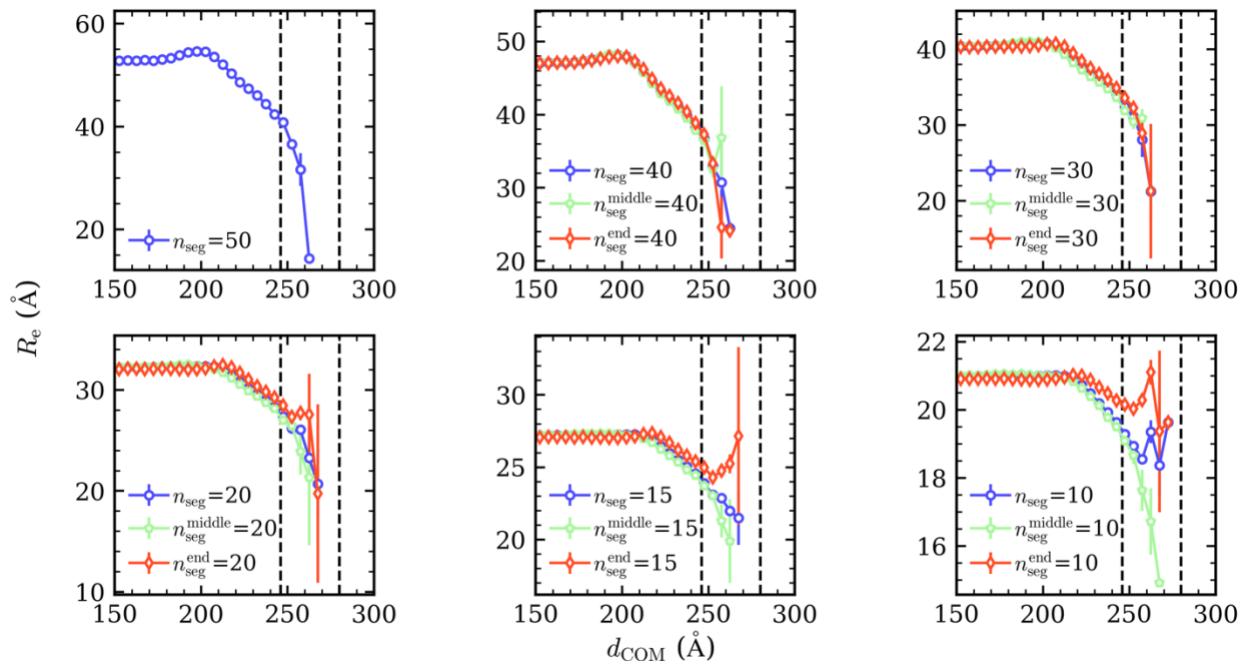 60
40
20
150 200 250 300
n_seg=50
50
40
30
20
150 200 250 300
n_seg=40
n_seg^middle=40
n_seg^end=40
40
30
20
150 200 250 300
n_seg=30
n_seg^middle=30
n_seg^end=30
R_e (Å)
30
20
10
150 200 250 300
n_seg=20
n_seg^middle=20
n_seg^end=20
30
25
20
150 200 250 300
n_seg=15
n_seg^middle=15
n_seg^end=15
22
20
18
16
150 200 250 300
n_seg=10
n_seg^middle=10
n_seg^end=10
d_COM (Å)